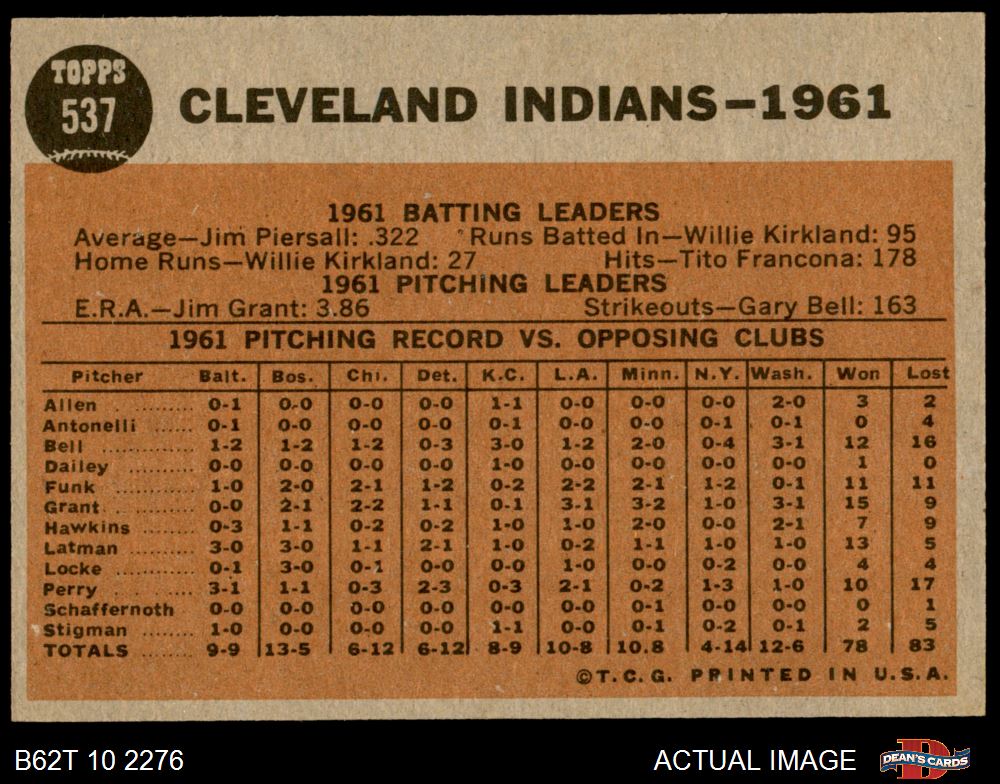 TOPPS
537
CLEVELAND INDIANS—1961
1961 BATTING LEADERS
Average—Jim Piersall: .322 Runs Batted In—Willie Kirkland: 95
Home Runs—Willie Kirkland: 27 Hits—Tito Francona: 178
1961 PITCHING LEADERS
E.R.A.—Jim Grant: 3.86 Strikeouts—Gary Bell: 163
1961 PITCHING RECORD VS. OPPOSING CLUBS
Pitcher Balt. Bos. Chi. Det. K.C. L.A. Minn. N.Y. Wash. Won Lost
Allen . .......... 0-1 0-0 0-0 0-0 1-1 0-0 0-0 0-0 2-0 3 2
Antonelli ...... 0-1 0-0 0-0 0-0 0-1 0-0 0-0 0-1 0-1 0 4
Bell .............. 1-2 1-2 1-2 0-3 3-0 1-2 2-0 0-4 3-1 12 16
Dailey .......... 0-0 0-0 0-0 0-0 1-0 0-0 0-0 0-0 0-0 1 0
Funk ............ 1-0 2-0 2-1 1-2 0-2 2-2 2-1 1-2 0-1 11 11
Grant ............ 0-0 2-1 2-2 1-1 0-1 3-1 3-2 1-0 3-1 15 9
Hawkins ........ 0-3 1-1 0-2 0-2 1-0 1-0 2-0 0-0 2-1 7 9
Latman .......... 3-0 3-0 1-1 2-1 1-0 0-2 1-1 1-0 1-0 13 5
Locke ............ 0-1 3-0 0-1 0-0 0-0 1-0 0-0 0-2 0-0 4 4
Perry ............ 3-1 1-1 0-3 2-3 0-3 2-1 0-2 1-3 1-0 10 17
Schaffernoth 0-0 0-0 0-0 0-0 0-0 0-0 0-1 0-0 0-0 0 1
Stigman ........ 1-0 0-0 0-0 0-0 1-1 0-0 0-1 0-2 0-1 2 5
TOTALS ........ 9-9 13-5 6-12 6-12 8-9 10-8 10.8 4-14 12-6 78 83
©T.C.G. PRINTED IN U.S.A.
B62T 10 2276 ACTUAL IMAGE DEAN'S CARDS